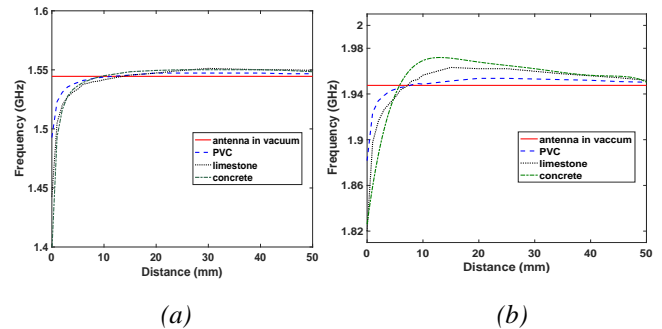 1.6
1.55
1.5
1.45
1.4
Frequency (GHz)
antenna in vacuum
PVC
limestone
concrete
0 10 20 30 40 50
Distance (mm)
(a)
2
1.98
1.94
1.9
1.86
1.82
Frequency (GHz)
antenna in vaccum
PVC
limestone
concrete
0 10 20 30 40 50
Distance (mm)
(b)